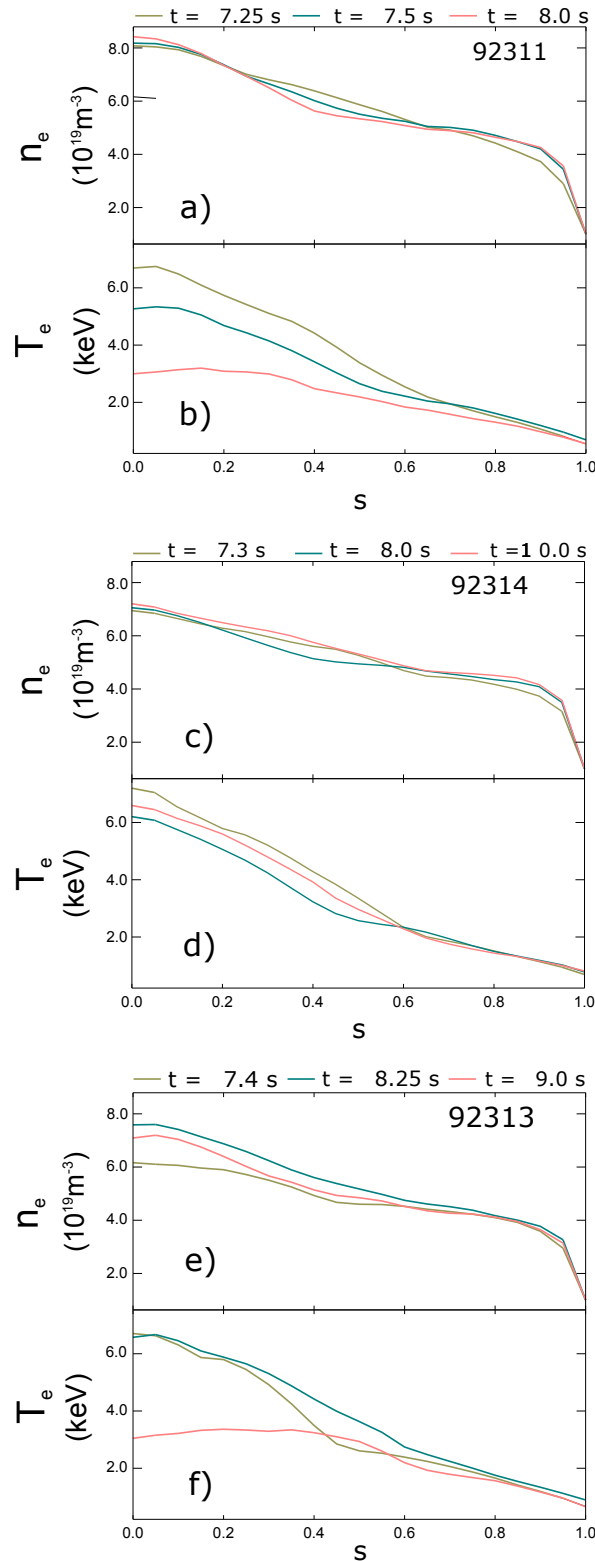 t = 7.25 s t = 7.5 s t = 8.0 s
92311
8.0
6.0
4.0
2.0
n_e
(10^19 m^-3)
a)
6.0
4.0
2.0
T_e
(keV)
b)
0.0 0.2 0.4 0.6 0.8 1.0
s
t = 7.3 s t = 8.0 s t =1 0.0 s
92314
8.0
6.0
4.0
2.0
n_e
(10^19 m^-3)
c)
6.0
4.0
2.0
T_e
(keV)
d)
0.0 0.2 0.4 0.6 0.8 1.0
s
t = 7.4 s t = 8.25 s t = 9.0 s
92313
8.0
6.0
4.0
2.0
n_e
(10^19 m^-3)
e)
6.0
4.0
2.0
T_e
(keV)
f)
0.0 0.2 0.4 0.6 0.8 1.0
s